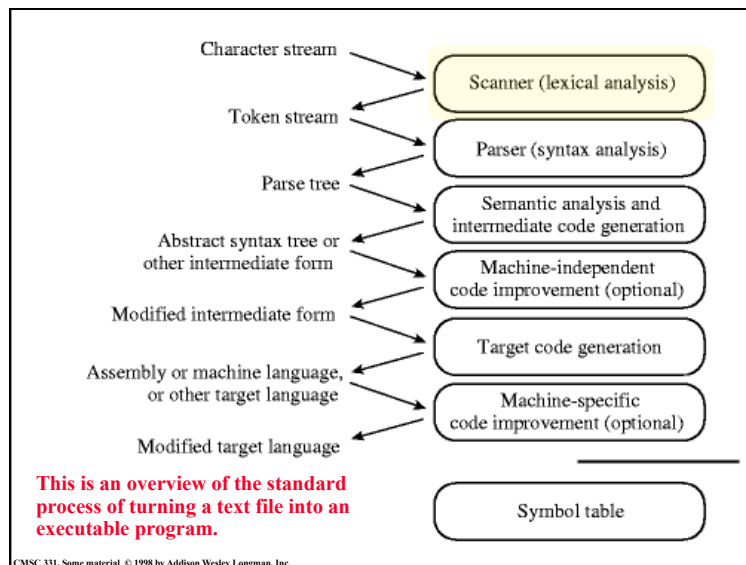 Character stream
Scanner (lexical analysis)
Token stream
Parser (syntax analysis)
Parse tree
Semantic analysis and
intermediate code generation
Abstract syntax tree or
other intermediate form
Machine-independent
code improvement (optional)
Modified intermediate form
Target code generation
Assembly or machine language,
or other target language
Machine-specific
code improvement (optional)
Modified target language
This is an overview of the standard
process of turning a text file into an
executable program.
Symbol table
CMSC 331. Some material © 1998 by Addison Wesley Longman, Inc.